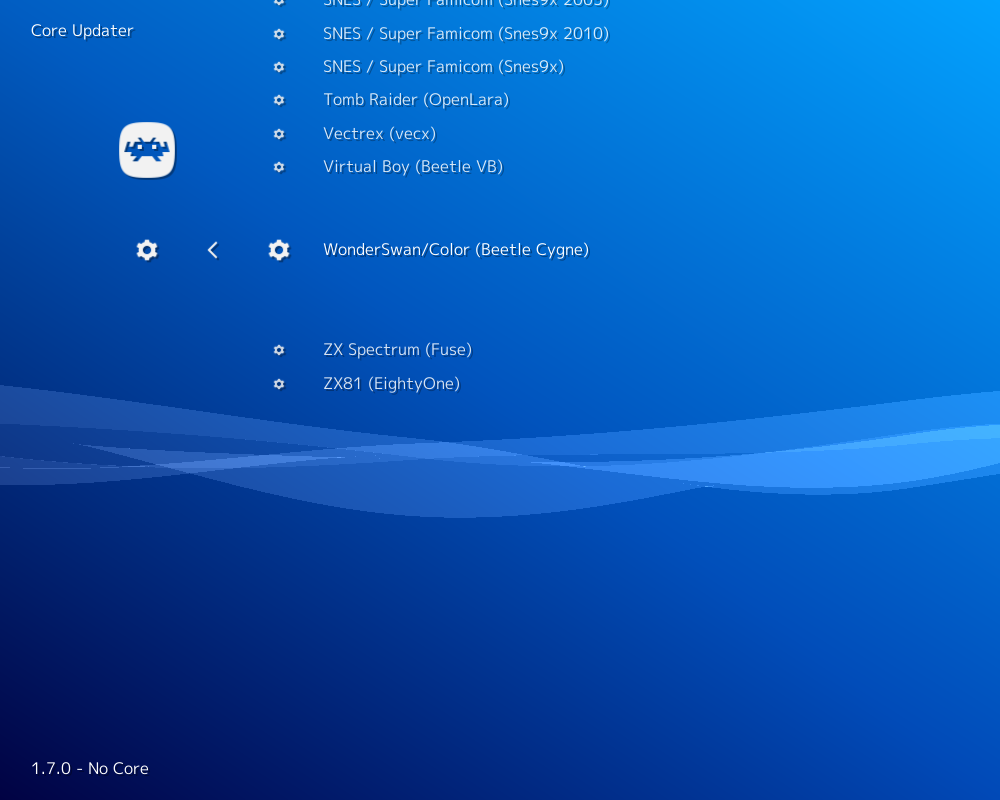 SNES / Super Famicom (Snes9x 2005)
Core Updater
SNES / Super Famicom (Snes9x 2010)
SNES / Super Famicom (Snes9x)
Tomb Raider (OpenLara)
Vectrex (vecx)
Virtual Boy (Beetle VB)
WonderSwan/Color (Beetle Cygne)
ZX Spectrum (Fuse)
ZX81 (EightyOne)
1.7.0 - No Core